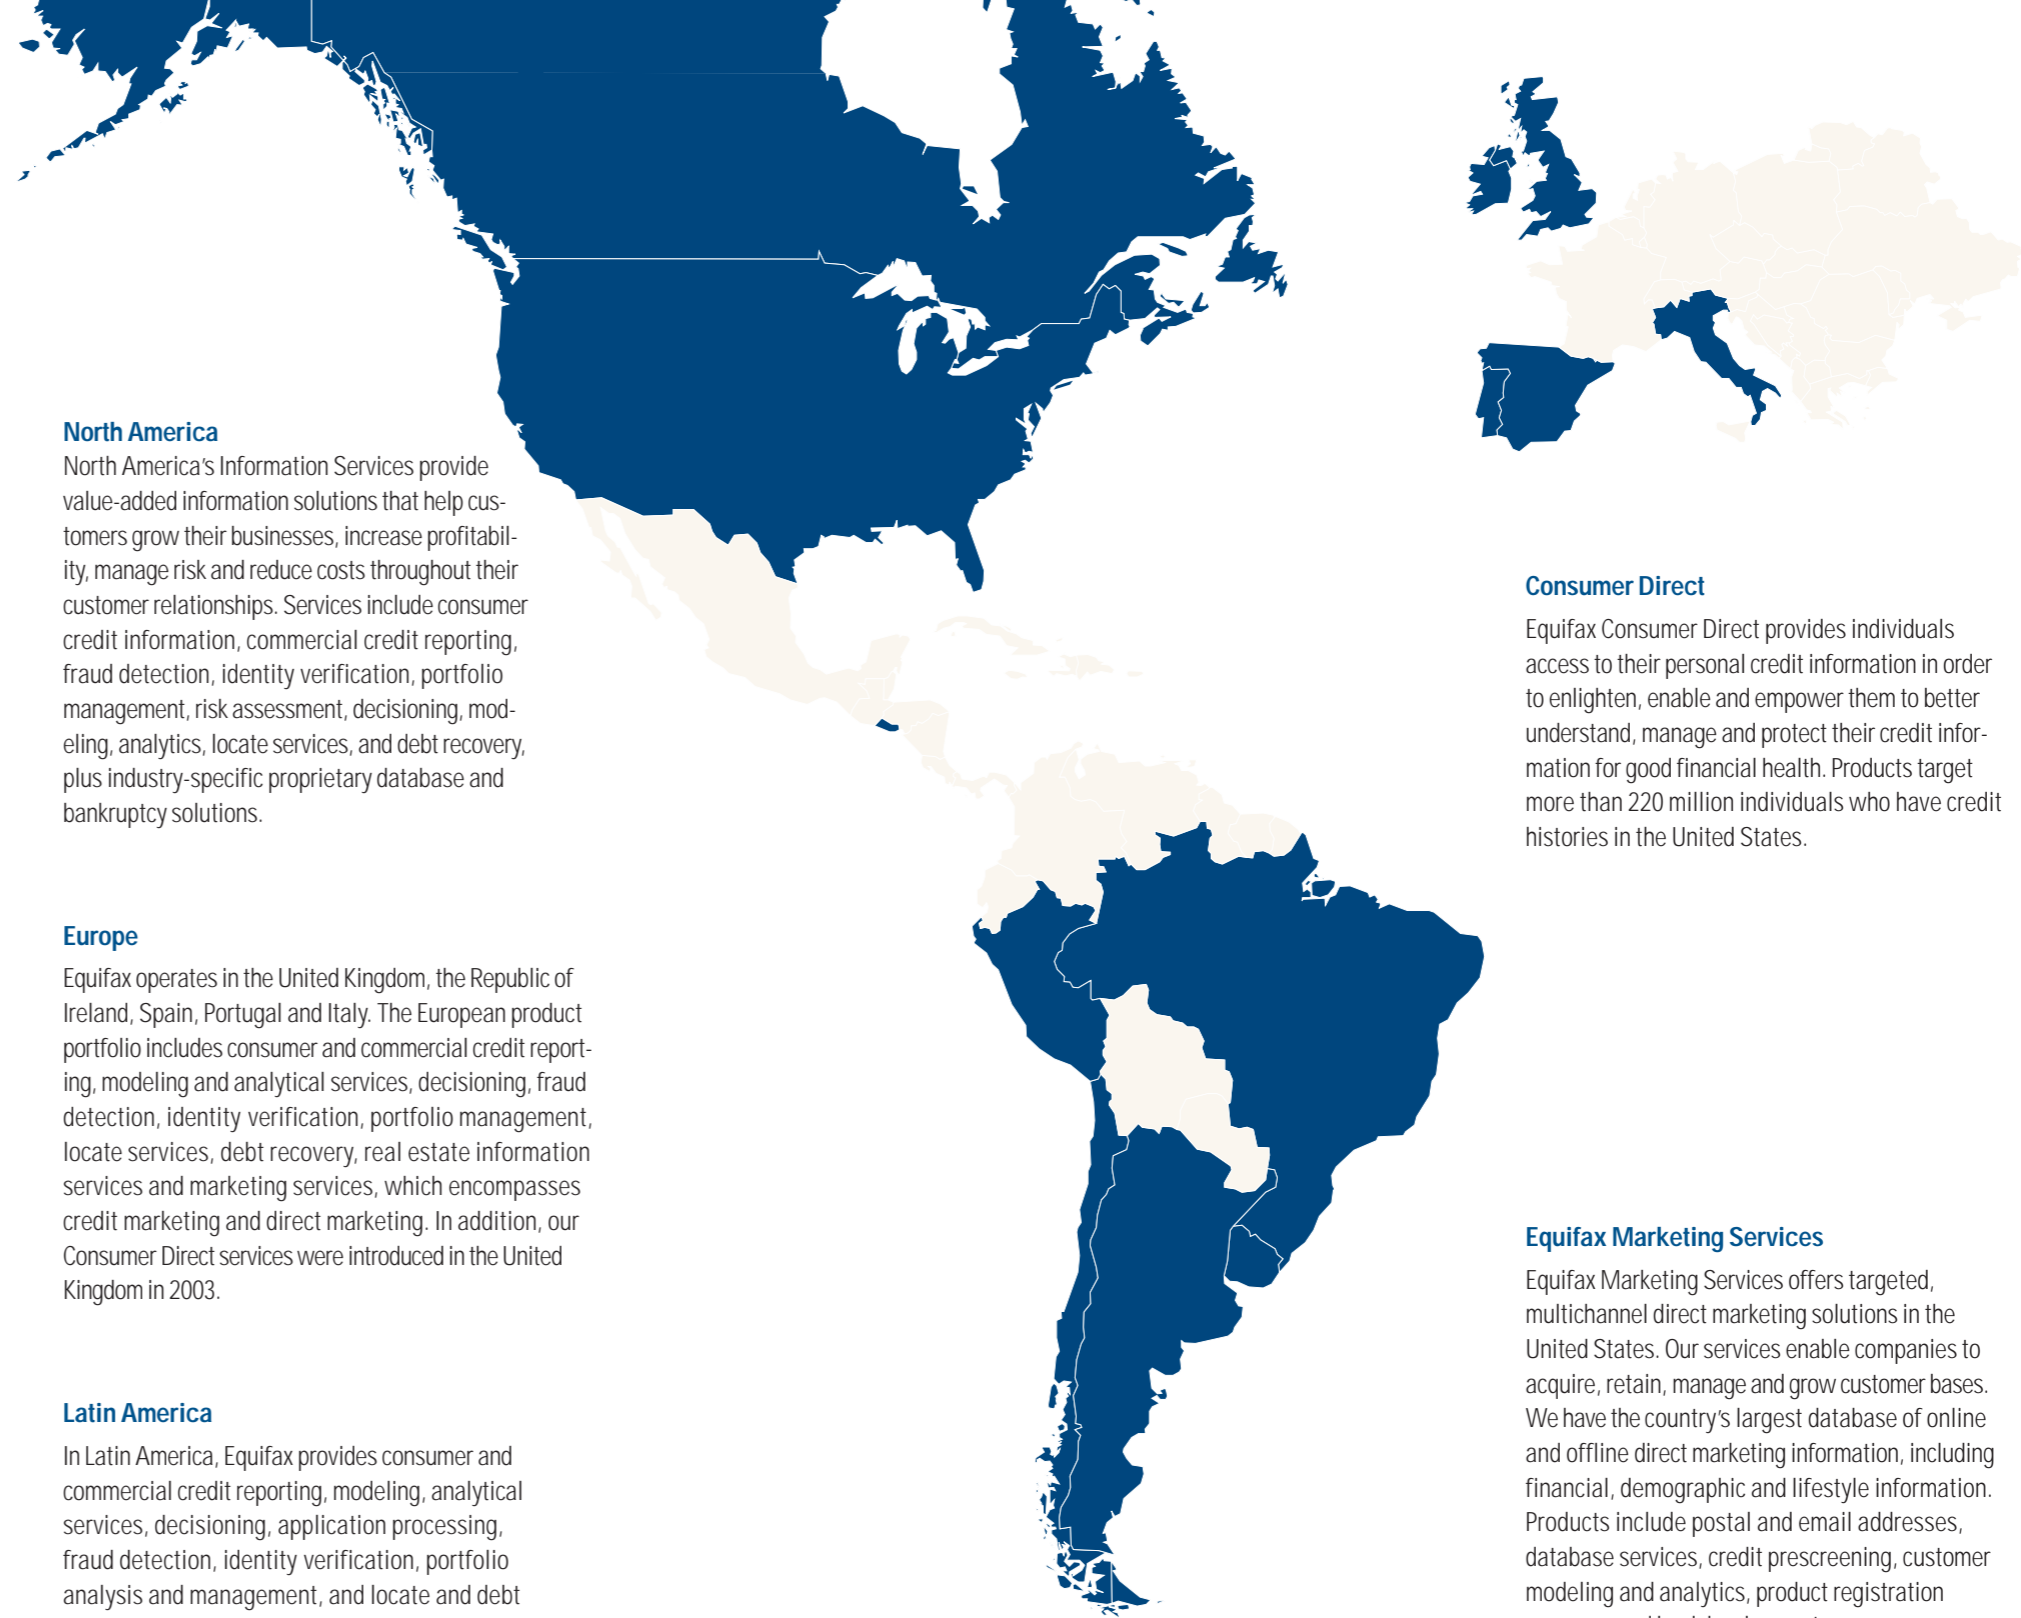 North America
North America's Information Services provide
value-added information solutions that help cus-
tomers grow their businesses, increase profitabil-
ity, manage risk and reduce costs throughout their
customer relationships. Services include consumer
credit information, commercial credit reporting,
fraud detection, identity verification, portfolio
management, risk assessment, decisioning, mod-
eling, analytics, locate services, and debt recovery,
plus industry-specific proprietary database and
bankruptcy solutions.
Europe
Equifax operates in the United Kingdom, the Republic of
Ireland, Spain, Portugal and Italy. The European product
portfolio includes consumer and commercial credit report-
ing, modeling and analytical services, decisioning, fraud
detection, identity verification, portfolio management,
locate services, debt recovery, real estate information
services and marketing services, which encompasses
credit marketing and direct marketing. In addition, our
Consumer Direct services were introduced in the United
Kingdom in 2003.
Latin America
In Latin America, Equifax provides consumer and
commercial credit reporting, modeling, analytical
services, decisioning, application processing,
fraud detection, identity verification, portfolio
analysis and management, and locate and debt
Consumer Direct
Equifax Consumer Direct provides individuals
access to their personal credit information in order
to enlighten, enable and empower them to better
understand, manage and protect their credit infor-
mation for good financial health. Products target
more than 220 million individuals who have credit
histories in the United States.
Equifax Marketing Services
Equifax Marketing Services offers targeted,
multichannel direct marketing solutions in the
United States. Our services enable companies to
acquire, retain, manage and grow customer bases.
We have the country's largest database of online
and offline direct marketing information, including
financial, demographic and lifestyle information.
Products include postal and email addresses,
database services, credit prescreening, customer
modeling and analytics, product registration